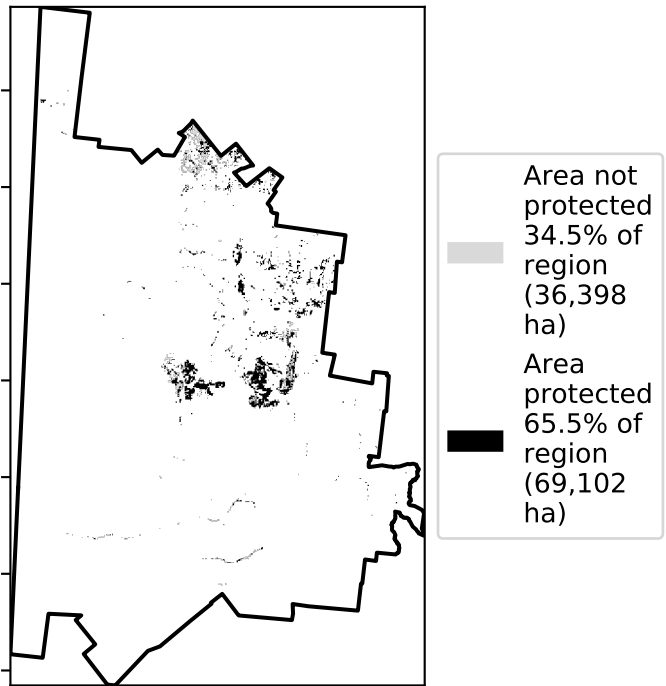 Area not
protected
34.5% of
region
(36,398
ha)
Area
protected
65.5% of
region
(69,102
ha)